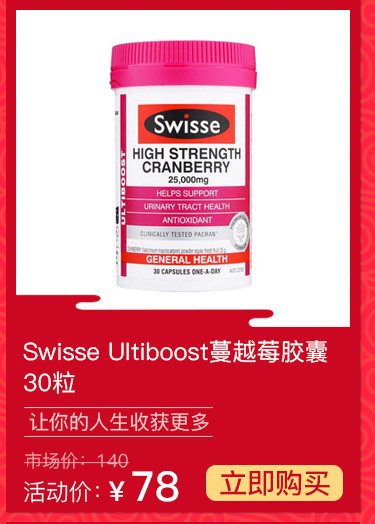 Swisse
ULTIBOOST
HIGH STRENGTH
CRANBERRY
25,000mg
HELPS SUPPORT
URINARY TRACT HEALTH
ANTIOXIDANT
CLINICALLY TESTED PACRAN
GENERAL HEALTH
30 CAPSULES ONE-A-DAY
Swisse Ultiboost蔓越莓胶囊
30粒
让你的人生收获更多
市场价：140
活动价：¥78
立即购买